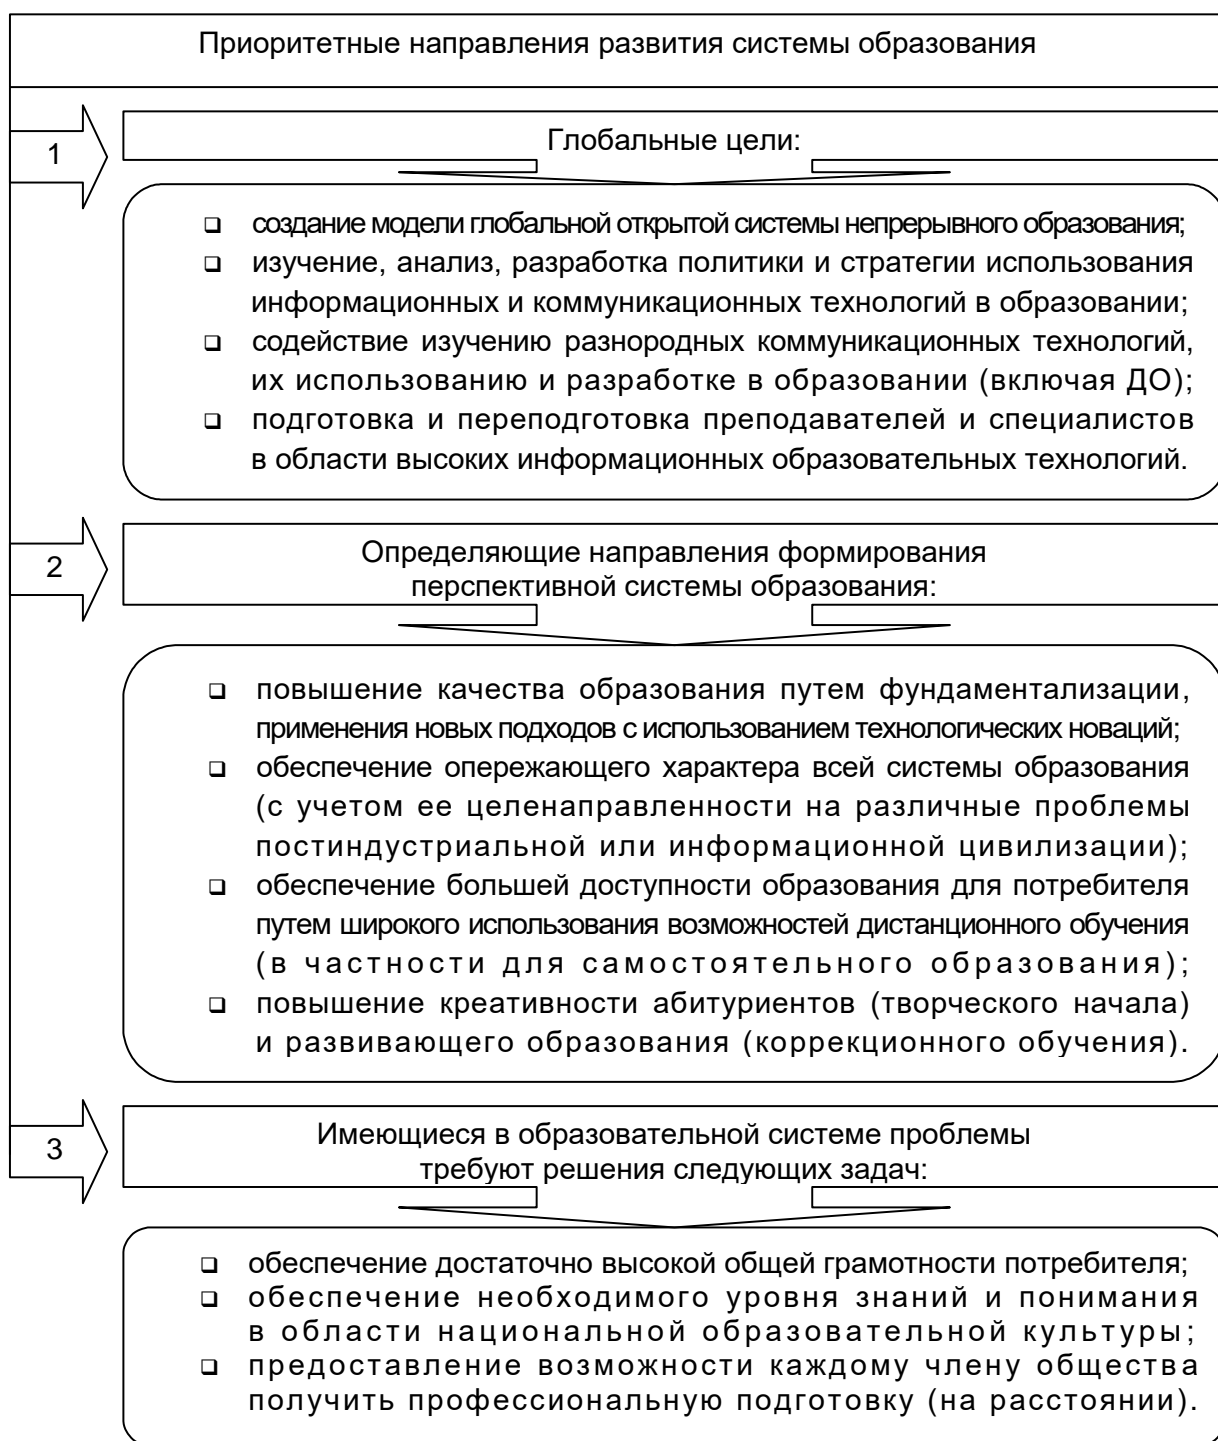 Приоритетные направления развития системы образования
1
Глобальные цели:
❑ создание модели глобальной открытой системы непрерывного образования;
❑ изучение, анализ, разработка политики и стратегии использования
информационных и коммуникационных технологий в образовании;
❑ содействие изучению разнородных коммуникационных технологий,
их использованию и разработке в образовании (включая ДО);
❑ подготовка и переподготовка преподавателей и специалистов
в области высоких информационных образовательных технологий.
2
Определяющие направления формирования
перспективной системы образования:
❑ повышение качества образования путем фундаментализации,
применения новых подходов с использованием технологических новаций;
❑ обеспечение опережающего характера всей системы образования
(с учетом ее целенаправленности на различные проблемы
постиндустриальной или информационной цивилизации);
❑ обеспечение большей доступности образования для потребителя
путем широкого использования возможностей дистанционного обучения
(в частности для самостоятельного образования);
❑ повышение креативности абитуриентов (творческого начала)
и развивающего образования (коррекционного обучения).
3
Имеющиеся в образовательной системе проблемы
требуют решения следующих задач:
❑ обеспечение достаточно высокой общей грамотности потребителя;
❑ обеспечение необходимого уровня знаний и понимания
в области национальной образовательной культуры;
❑ предоставление возможности каждому члену общества
получить профессиональную подготовку (на расстоянии).